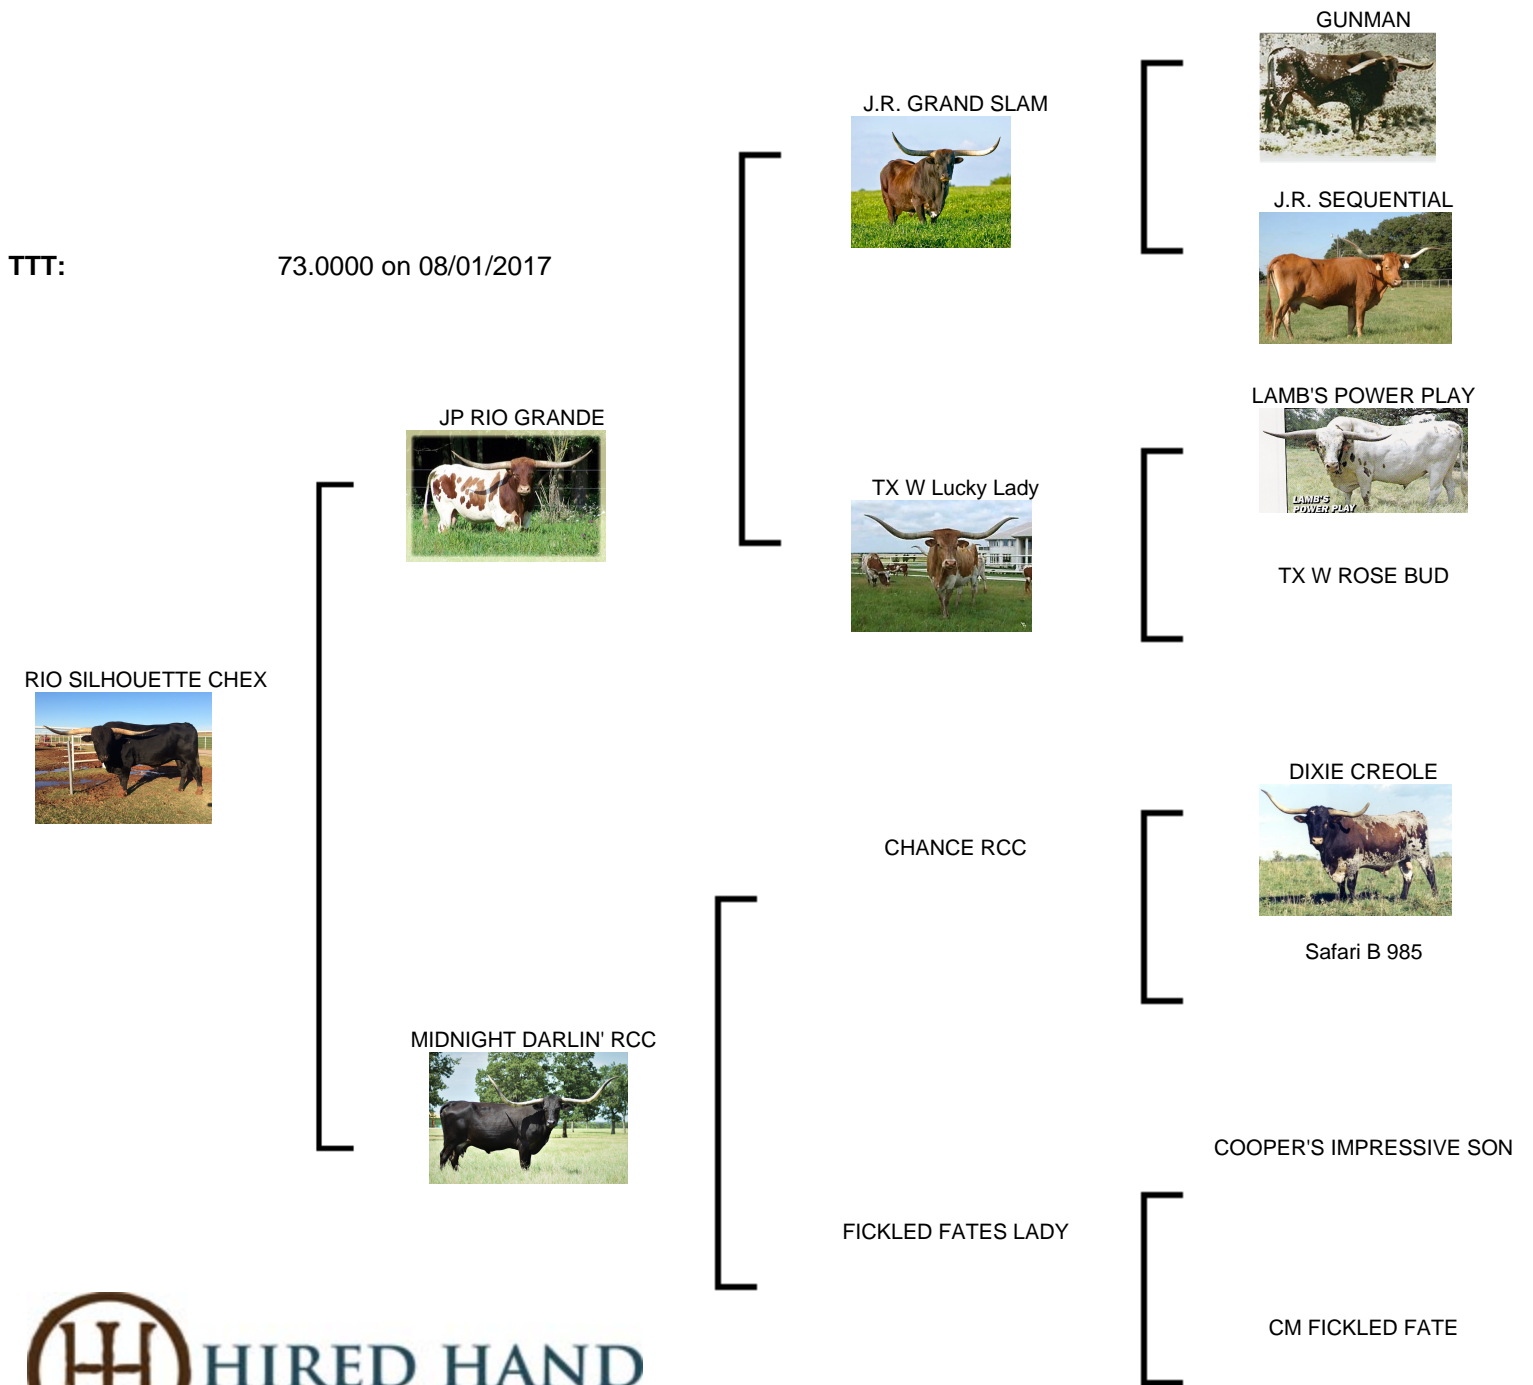 GUNMAN
J.R. GRAND SLAM
J.R. SEQUENTIAL
TTT: 73.0000 on 08/01/2017
LAMB'S POWER PLAY
JP RIO GRANDE
TX W Lucky Lady
LAMB'S
POWER PLAY
TX W ROSE BUD
RIO SILHOUETTE CHEX
DIXIE CREOLE
CHANCE RCC
Safari B 985
MIDNIGHT DARLIN' RCC
COOPER'S IMPRESSIVE SON
FICKLED FATES LADY
CM FICKLED FATE
HIRED HAND